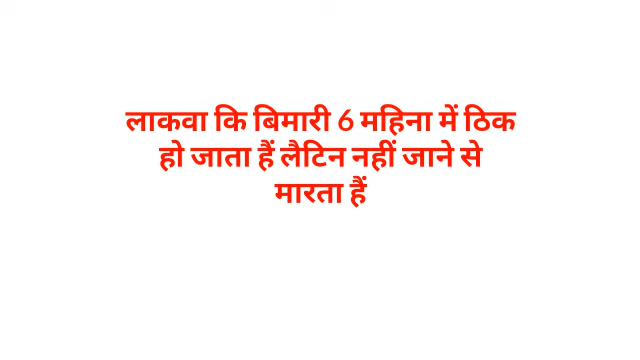 लाकवा कि बिमारी 6 महिना में ठिक
हो जाता हैं लैटिन नहीं जाने से
मारता हैं